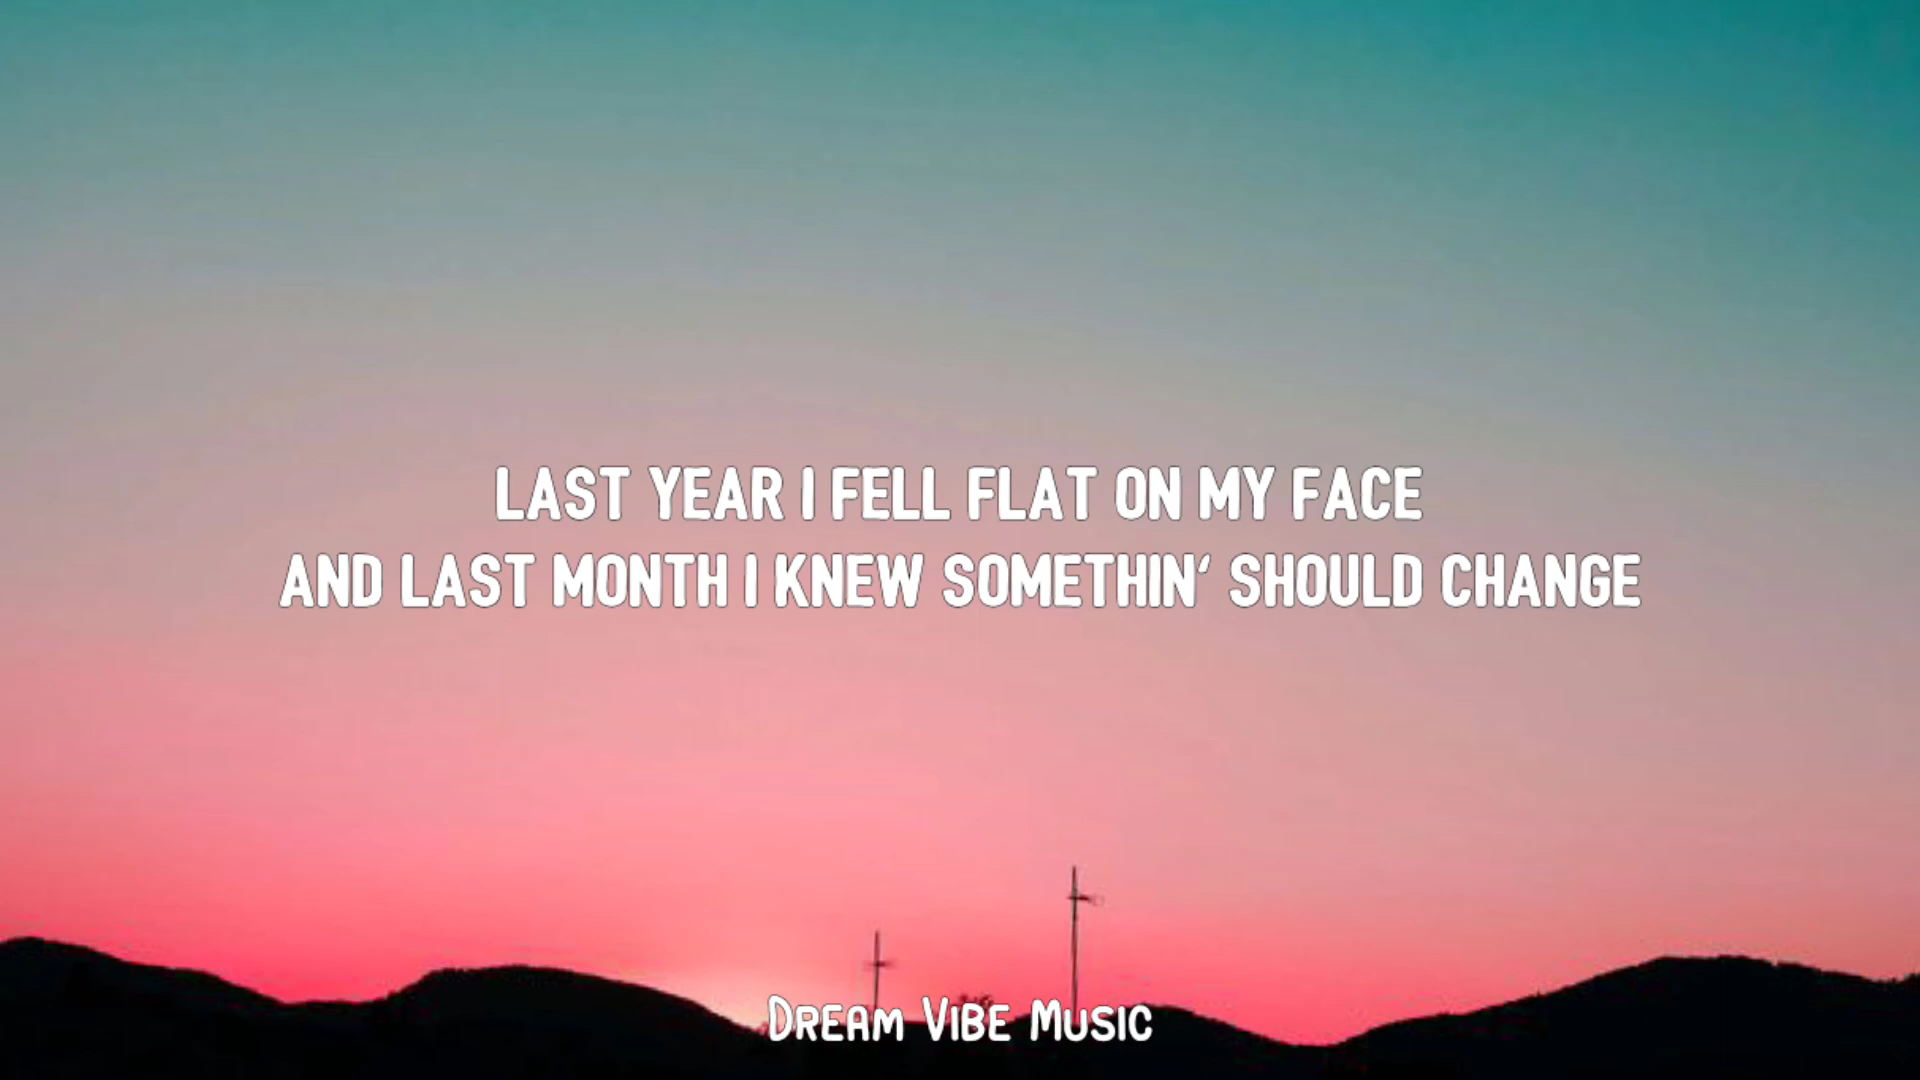 LAST YEAR I FELL FLAT ON MY FACE
AND LAST MONTH I KNEW SOMETHIN' SHOULD CHANGE
DREAM VIBE MUSIC